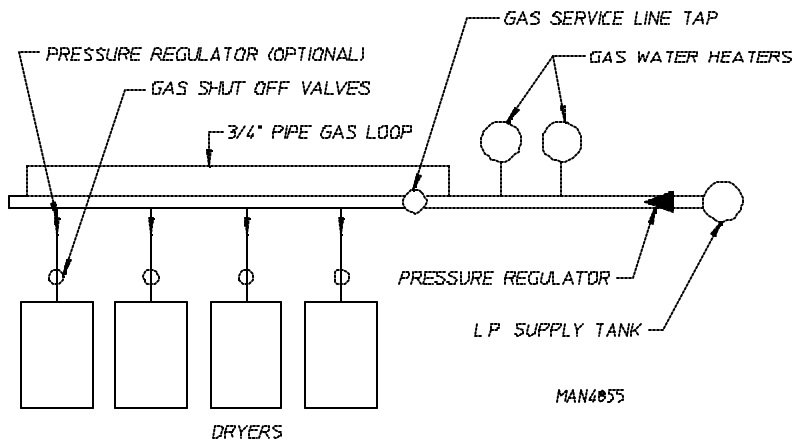 GAS SERVICE LINE TAP
PRESSURE REGULATOR (OPTIONAL)
GAS WATER HEATERS
GAS SHUT OFF VALVES
3/4" PIPE GAS LOOP
PRESSURE REGULATOR
L.P. SUPPLY TANK
MAN4055
DRYERS